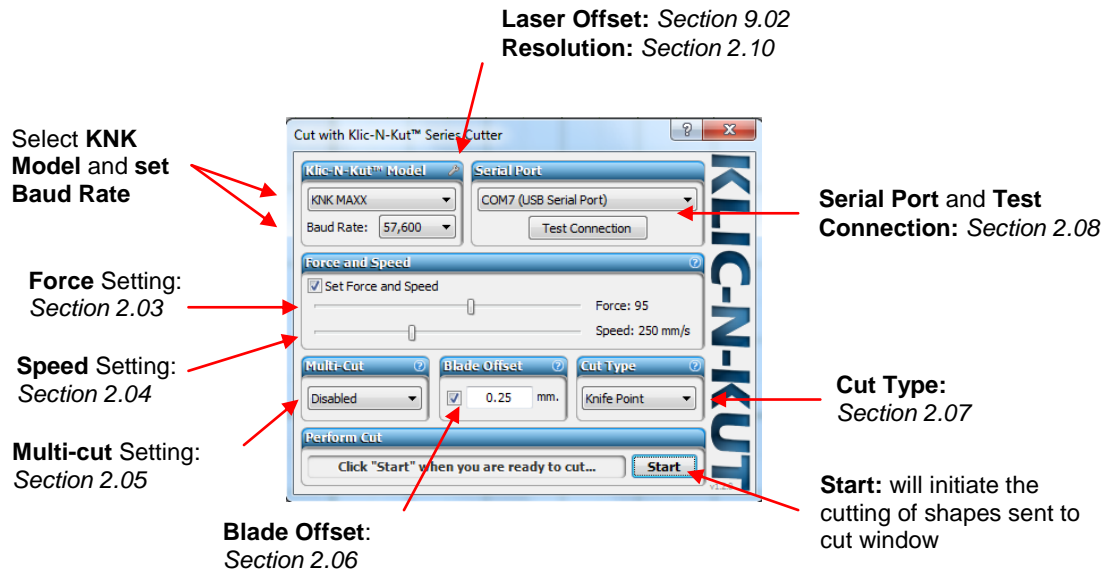 Laser Offset: Section 9.02
Resolution: Section 2.10
Select KNK
Model and set
Baud Rate
Cut with Klic-N-Kut™ Series Cutter
Klic-N-Kut™ Model
Serial Port
KNK MAXX
COM7 (USB Serial Port)
Baud Rate: 57,600
Test Connection
Serial Port and Test
Connection: Section 2.08
Force and Speed
Set Force and Speed
Force: 95
Speed: 250 mm/s
Force Setting:
Section 2.03
Speed Setting:
Section 2.04
Multi-Cut
Blade Offset
Cut Type
Disabled
0.25 mm.
Knife Point
Cut Type:
Section 2.07
Multi-cut Setting:
Section 2.05
Perform Cut
Click "Start" when you are ready to cut...
Start
KLIC-N-KUT
Start: will initiate the
cutting of shapes sent to
cut window
Blade Offset:
Section 2.06